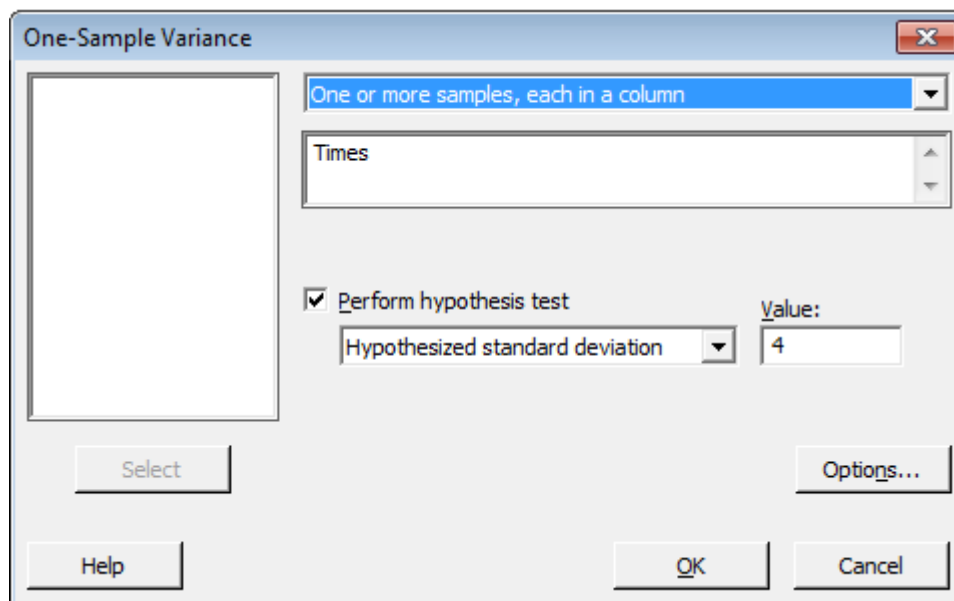 One-Sample Variance
One or more samples, each in a column
Times
Perform hypothesis test
Value:
Hypothesized standard deviation
4
Select
Options...
Help
OK
Cancel